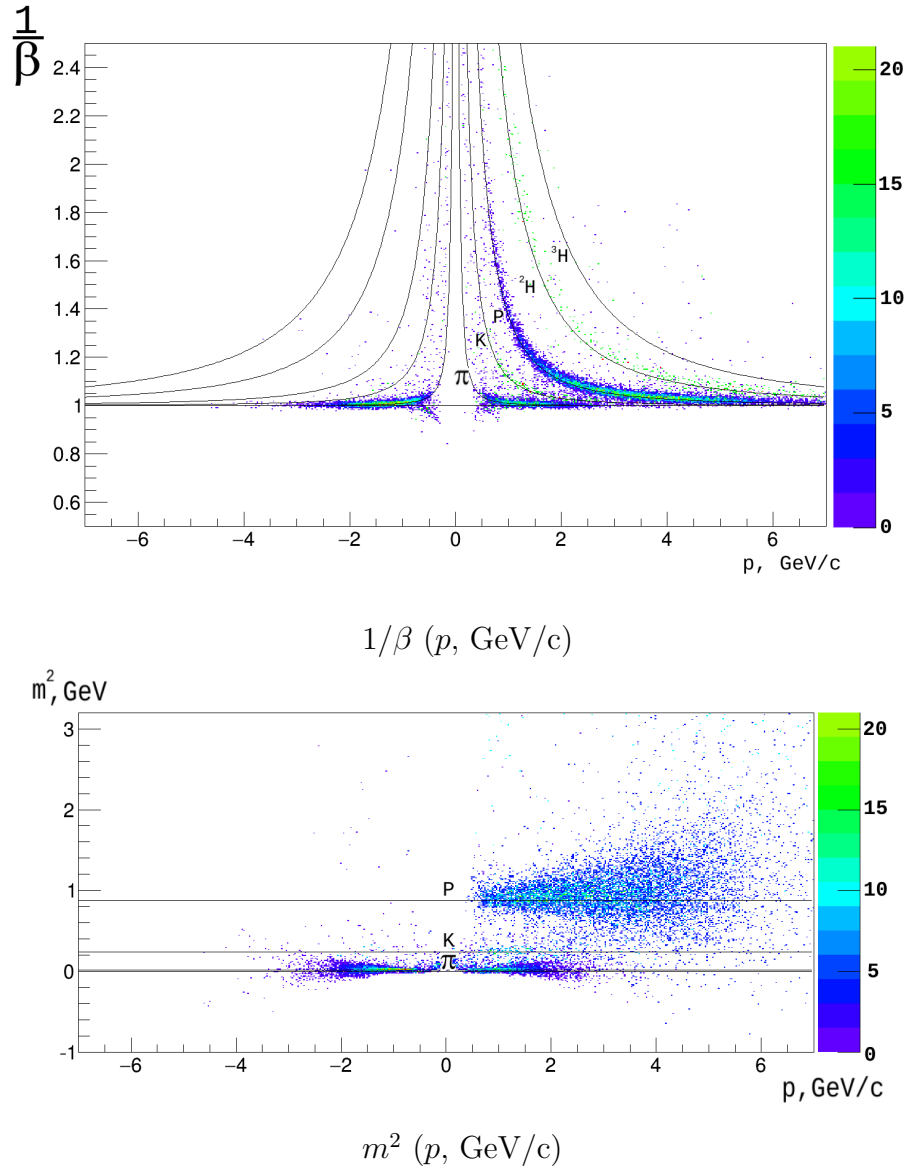 1
β
2.4
2.2
2
1.8
1.6
1.4
1.2
1
0.8
0.6
³H
²H
P
K
π
20
15
10
5
0
−6 −4 −2 0 2 4 6
p, GeV/c
1/β (p, GeV/c)
m²,GeV
3
2
1
0
-1
P
K
π
20
15
10
5
0
−6 −4 −2 0 2 4 6
p,GeV/c
m² (p, GeV/c)